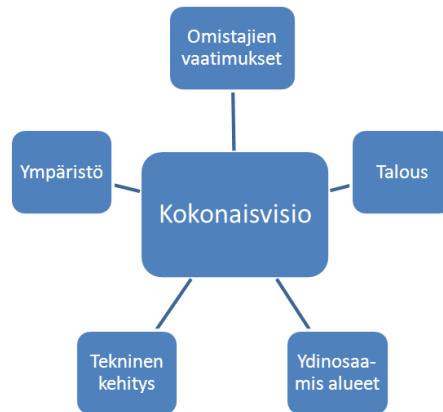 Omistajien
vaatimukset
Ympäristö
Talous
Kokonaisvisio
Tekninen
kehitys
Ydinosaa-
mis alueet